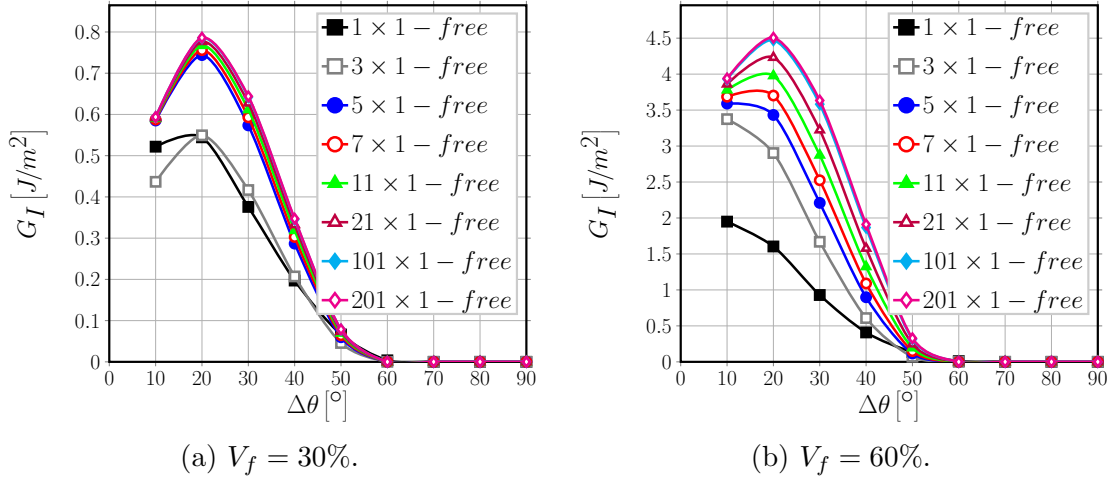 0.8
0.7
0.6
0.5
0.4
0.3
0.2
0.1
0
G_I [J/m^2]
0 10 20 30 40 50 60 70 80 90
Δθ [°]
1 × 1 − free
3 × 1 − free
5 × 1 − free
7 × 1 − free
11 × 1 − free
21 × 1 − free
101 × 1 − free
201 × 1 − free
(a) V_f = 30%.
4.5
4
3.5
3
2.5
2
1.5
1
0.5
0
G_I [J/m^2]
0 10 20 30 40 50 60 70 80 90
Δθ [°]
1 × 1 − free
3 × 1 − free
5 × 1 − free
7 × 1 − free
11 × 1 − free
21 × 1 − free
101 × 1 − free
201 × 1 − free
(b) V_f = 60%.